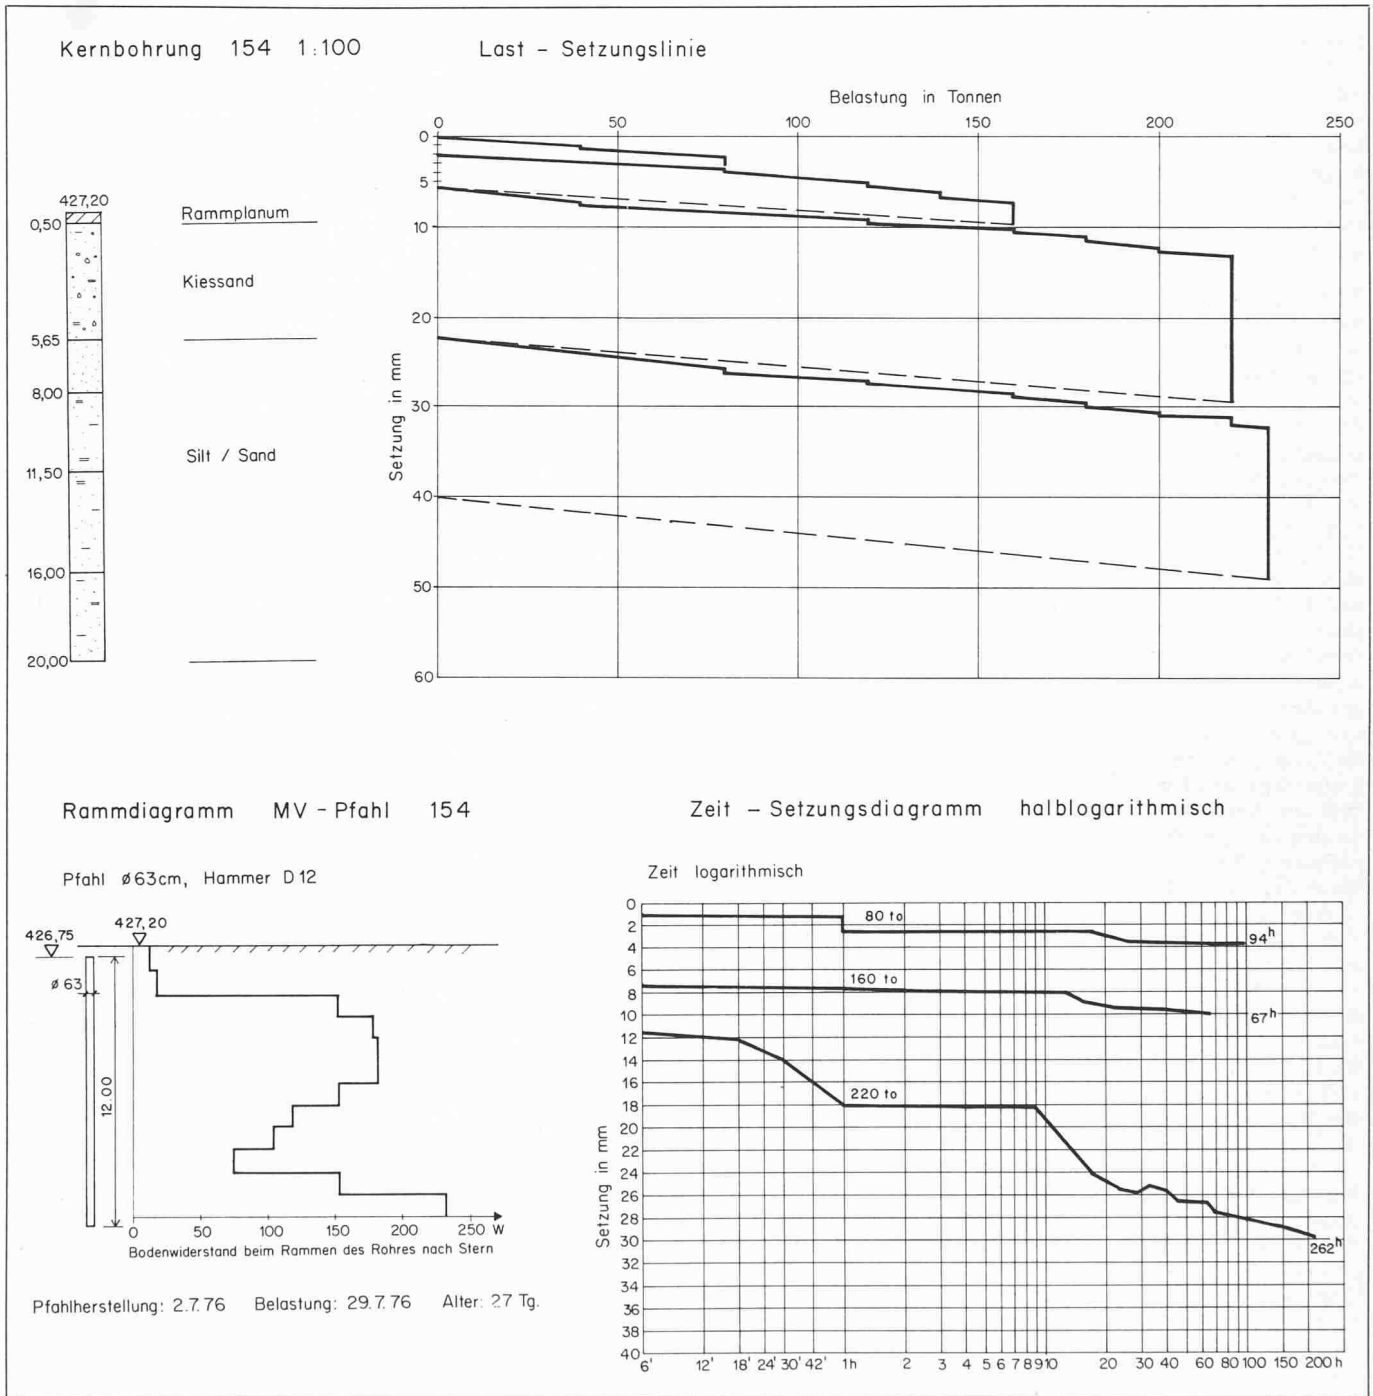 Kernbohrung 154 1:100
Last – Setzungslinie
Belastung in Tonnen
0 50 100 150 200 250
0
5
10
20
30
40
50
60
Setzung in mm
427,20
0,50
5,65
8,00
11,50
16,00
20,00
Rammplanum
Kiessand
Silt / Sand
Rammdiagramm MV – Pfahl 154
Pfahl ø 63cm, Hammer D 12
426,75
427,20
ø 63
12.00
0 50 100 150 200 250 W
Bodenwiderstand beim Rammen des Rohres nach Stern
Pfahlherstellung: 2.7.76 Belastung: 29.7.76 Alter: 27 Tg.
Zeit – Setzungsdiagramm halblogarithmisch
Zeit logarithmisch
0
2
4
6
8
10
12
14
16
18
20
22
24
26
28
30
32
34
36
38
40
Setzung in mm
80 to
94h
160 to
67h
220 to
262h
6' 12' 18' 24' 30' 42' 1h 2 3 4 5 6 7 8 9 10 20 30 40 60 80 100 150 200 h